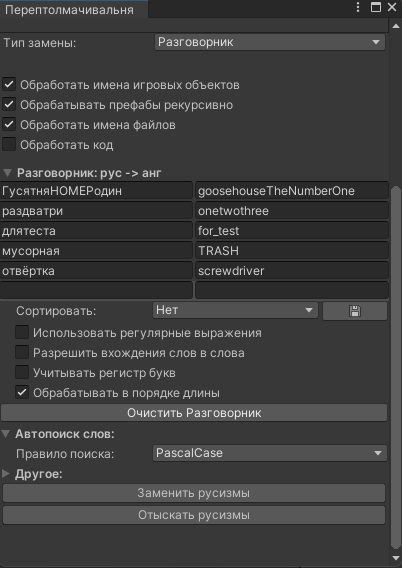 Перептолмачивальня
Тип замены: Разговорник
Обработать имена игровых объектов
Обрабатывать префабы рекурсивно
Обработать имена файлов
Обработать код
Разговорник: рус -> анг
ГусятняНОМЕРодин goosehouseTheNumberOne
раздватри onetwothree
длятеста for_test
мусорная TRASH
отвёртка screwdriver
Сортировать: Нет
Использовать регулярные выражения
Разрешить вхождения слов в слова
Учитывать регистр букв
Обрабатывать в порядке длины
Очистить Разговорник
Автопоиск слов:
Правило поиска: PascalCase
Другое:
Заменить русизмы
Отыскать русизмы